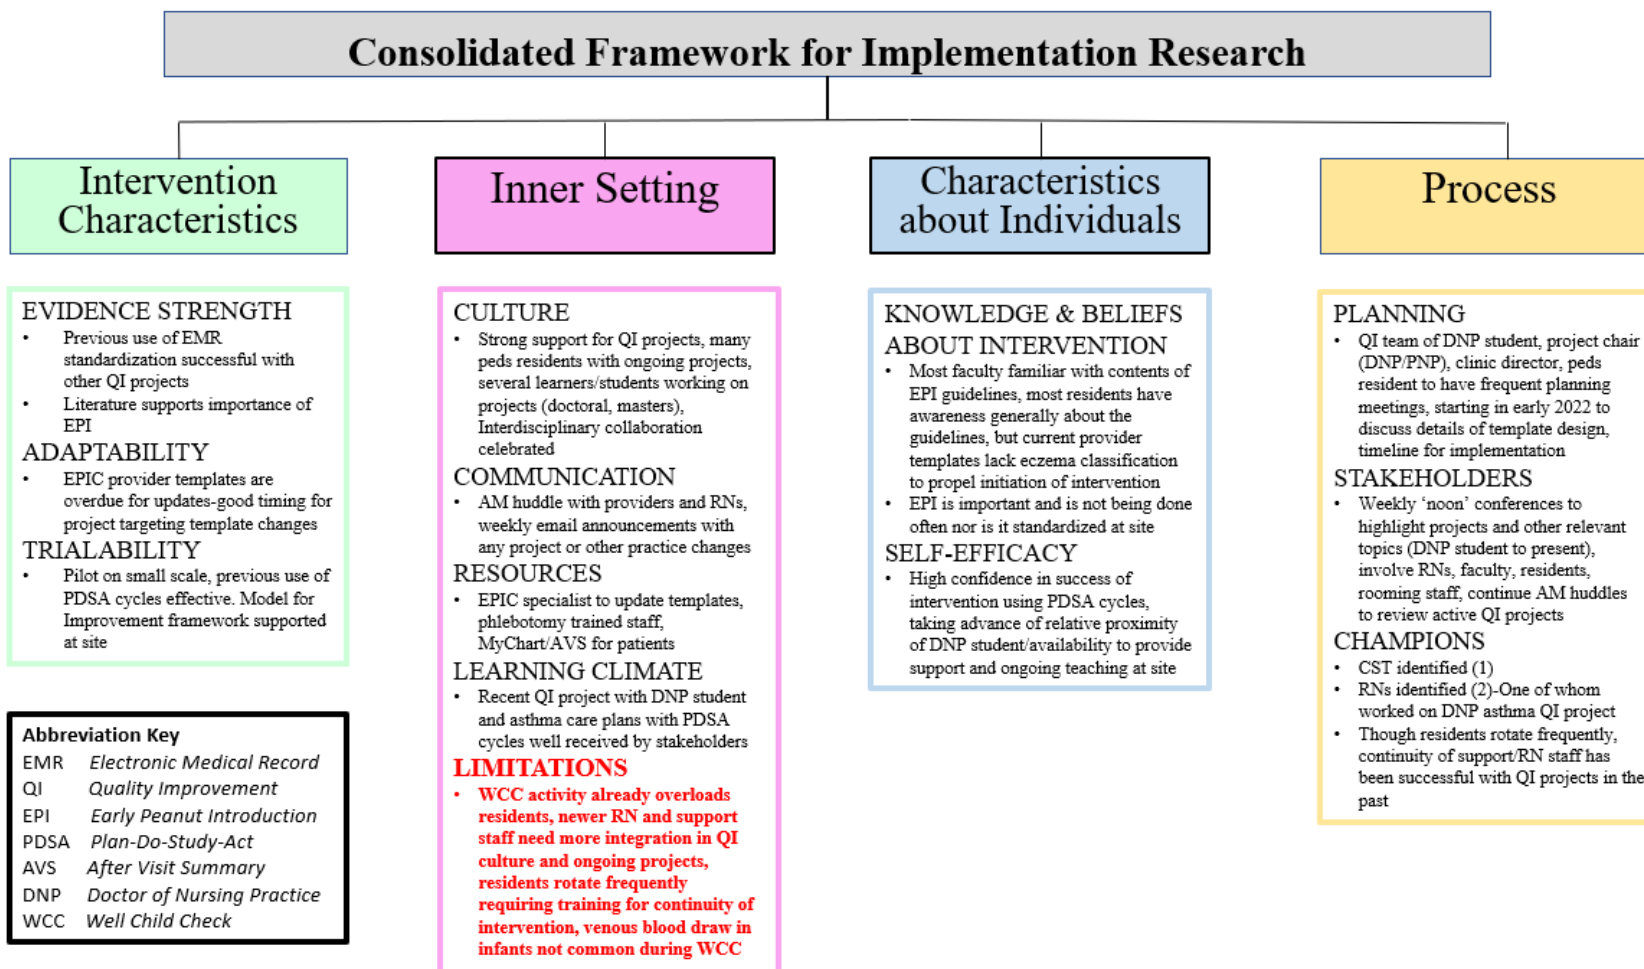 Consolidated Framework for Implementation Research
Intervention
Characteristics
EVIDENCE STRENGTH
• Previous use of EMR
standardization successful with
other QI projects
• Literature supports importance of
EPI
ADAPTABILITY
• EPIC provider templates are
overdue for updates-good timing for
project targeting template changes
TRIALABILITY
• Pilot on small scale, previous use of
PDSA cycles effective. Model for
Improvement framework supported
at site
Abbreviation Key
EMR Electronic Medical Record
QI Quality Improvement
EPI Early Peanut Introduction
PDSA Plan-Do-Study-Act
AVS After Visit Summary
DNP Doctor of Nursing Practice
WCC Well Child Check
Inner Setting
CULTURE
• Strong support for QI projects, many
peds residents with ongoing projects,
several learners/students working on
projects (doctoral, masters),
Interdisciplinary collaboration
celebrated
COMMUNICATION
• AM huddle with providers and RNs,
weekly email announcements with
any project or other practice changes
RESOURCES
• EPIC specialist to update templates,
phlebotomy trained staff,
MyChart/AVS for patients
LEARNING CLIMATE
• Recent QI project with DNP student
and asthma care plans with PDSA
cycles well received by stakeholders
LIMITATIONS
• WCC activity already overloads
residents, newer RN and support
staff need more integration in QI
culture and ongoing projects,
residents rotate frequently
requiring training for continuity of
intervention, venous blood draw in
infants not common during WCC
Characteristics
about Individuals
KNOWLEDGE & BELIEFS
ABOUT INTERVENTION
• Most faculty familiar with contents of
EPI guidelines, most residents have
awareness generally about the
guidelines, but current provider
templates lack eczema classification
to propel initiation of intervention
• EPI is important and is not being done
often nor is it standardized at site
SELF-EFFICACY
• High confidence in success of
intervention using PDSA cycles,
taking advance of relative proximity
of DNP student/availability to provide
support and ongoing teaching at site
Process
PLANNING
• QI team of DNP student, project chair
(DNP/PNP), clinic director, peds
resident to have frequent planning
meetings, starting in early 2022 to
discuss details of template design,
timeline for implementation
STAKEHOLDERS
• Weekly ‘noon’ conferences to
highlight projects and other relevant
topics (DNP student to present),
involve RNs, faculty, residents,
rooming staff, continue AM huddles
to review active QI projects
CHAMPIONS
• CST identified (1)
• RNs identified (2)-One of whom
worked on DNP asthma QI project
• Though residents rotate frequently,
continuity of support/RN staff has
been successful with QI projects in the
past